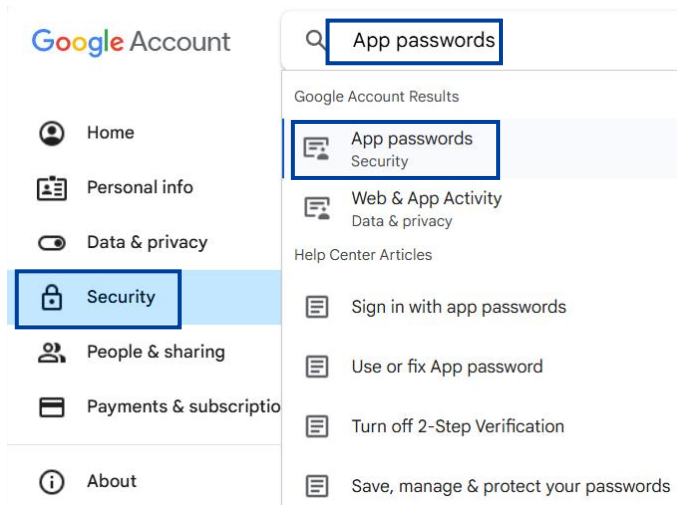 Google Account
App passwords
Google Account Results
Home
App passwords
Security
Personal info
Web & App Activity
Data & privacy
Data & privacy
Help Center Articles
Security
Sign in with app passwords
People & sharing
Use or fix App password
Payments & subscriptio
Turn off 2-Step Verification
About
Save, manage & protect your passwords